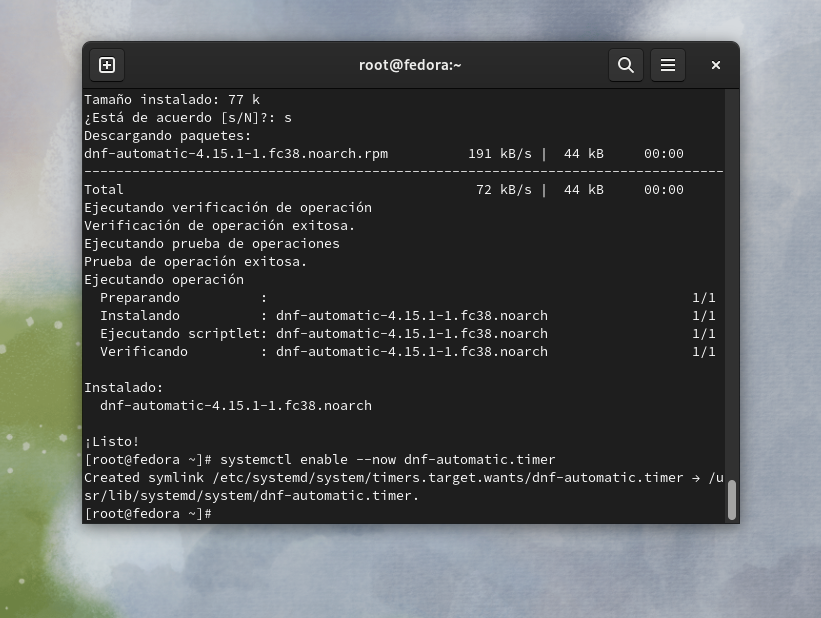 root@fedora:~
Tamaño instalado: 77 k
¿Está de acuerdo [s/N]?: s
Descargando paquetes:
dnf-automatic-4.15.1-1.fc38.noarch.rpm          191 kB/s |  44 kB     00:00
--------------------------------------------------------------------------------
Total                                            72 kB/s |  44 kB     00:00
Ejecutando verificación de operación
Verificación de operación exitosa.
Ejecutando prueba de operaciones
Prueba de operación exitosa.
Ejecutando operación
  Preparando          :                                                     1/1
  Instalando          : dnf-automatic-4.15.1-1.fc38.noarch                  1/1
  Ejecutando scriptlet: dnf-automatic-4.15.1-1.fc38.noarch                  1/1
  Verificando         : dnf-automatic-4.15.1-1.fc38.noarch                  1/1
Instalado:
  dnf-automatic-4.15.1-1.fc38.noarch
¡Listo!
[root@fedora ~]# systemctl enable --now dnf-automatic.timer
Created symlink /etc/systemd/system/timers.target.wants/dnf-automatic.timer → /u
sr/lib/systemd/system/dnf-automatic.timer.
[root@fedora ~]#